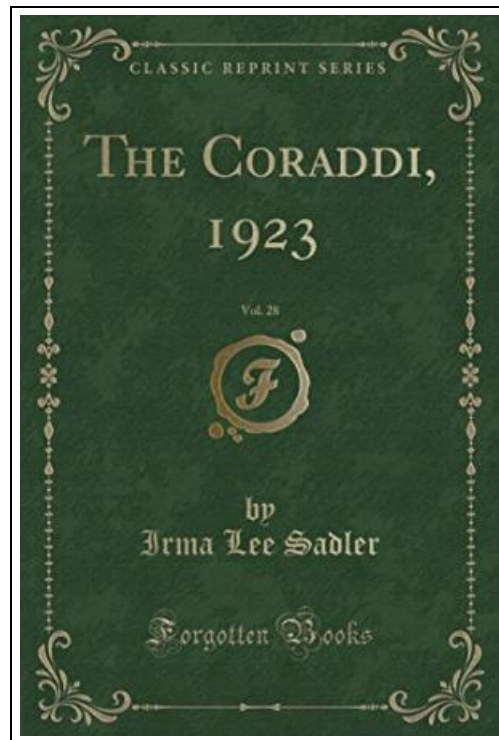 CLASSIC REPRINT SERIES
THE CORADDI,
1923
Vol. 28
F
by
Irma Lee Sadler
Forgotten Books